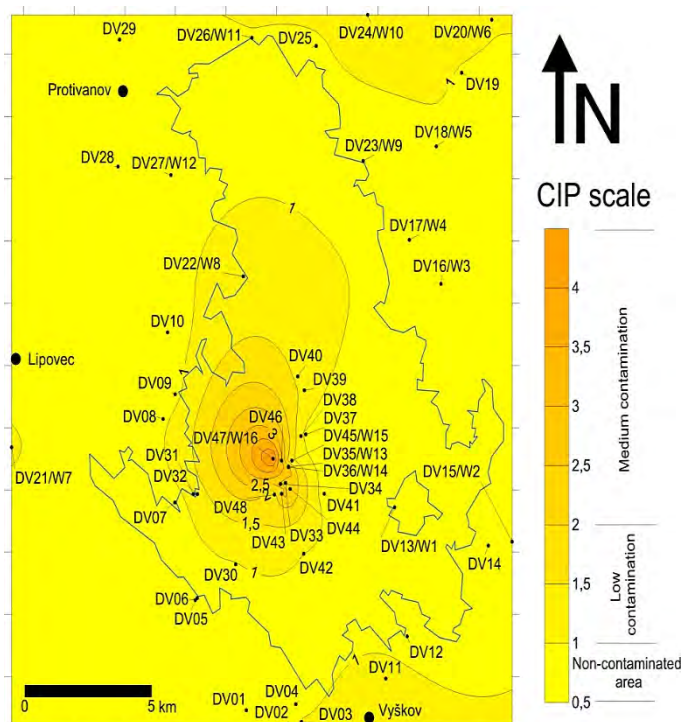 DV29
DV26/W11
DV25
DV24/W10
DV20/W6
Protivanov
1
DV19
N
DV28
DV27/W12
DV23/W9
DV18/W5
CIP scale
1
DV17/W4
DV22/W8
DV16/W3
4
DV10
3,5
Lipovec
1
DV40
DV09
DV39
3
DV08
DV46
3
DV38
DV37
DV47/W16
DV45/W15
DV31
DV35/W13
2,5
DV21/W7
DV36/W14
DV15/W2
Medium contamination
DV32
2,5
2
DV34
DV07
DV48
DV41
1,5
DV44
2
DV43
DV33
DV13/W1
DV14
DV42
1,5
DV30
1
Low
contamination
DV06
DV05
1
DV12
1
DV11
Non-contaminated
area
5 km
DV01
DV04
DV02
DV03
Vyškov
0,5